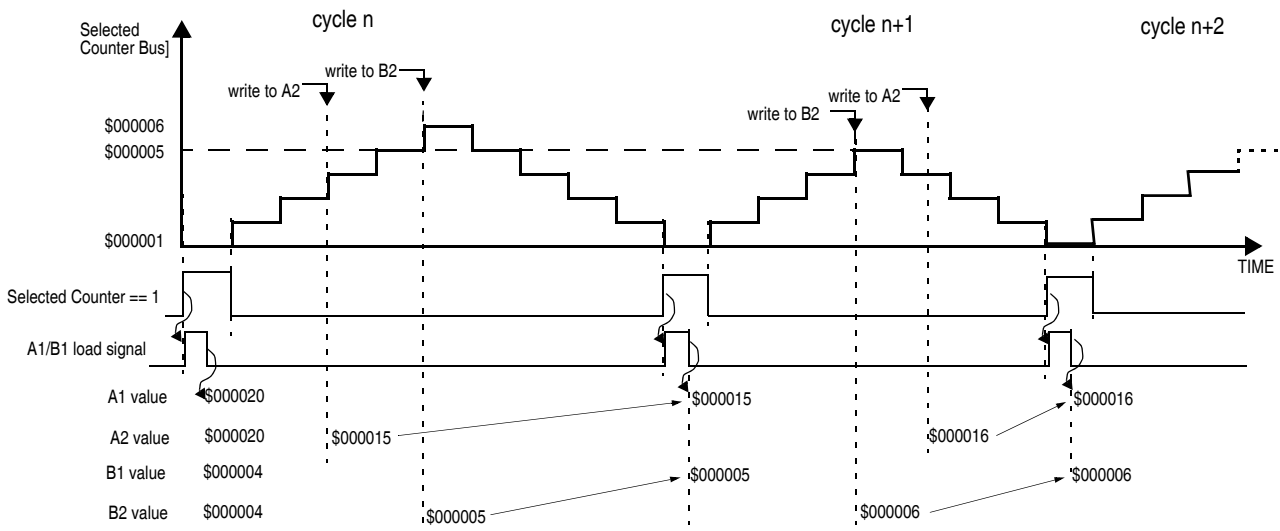 cycle n
cycle n+1
cycle n+2
Selected
Counter Bus]
write to A2
write to B2
write to B2
write to A2
$000006
$000005
$000001
TIME
Selected Counter == 1
A1/B1 load signal
A1 value $000020 $000015 $000016
A2 value $000020 $000015 $000016
B1 value $000004 $000005 $000006
B2 value $000004 $000005 $000006